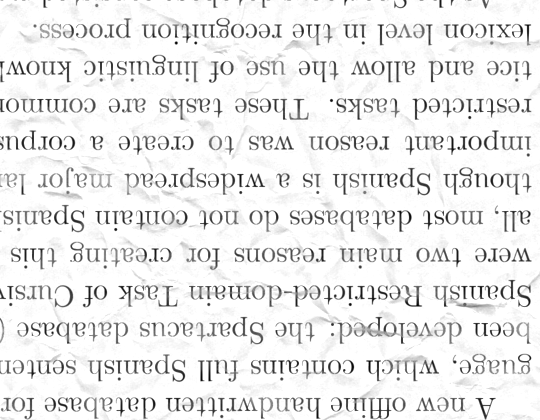 A new offline handwritten database for
guage, which contains full Spanish senten
been developed: the Spartacus database (
Spanish Restricted-domain Task of Cursiv
were two main reasons for creating this
all, most databases do not contain Spanis
though Spanish is a widespread major la
important reason was to create a corpu
restricted tasks. These tasks are common
tice and allow the use of linguistic know
lexicon level in the recognition process.